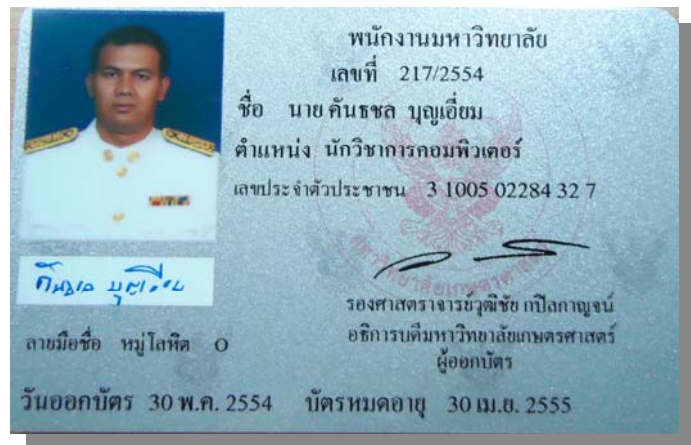 พนักงานมหาวิทยาลัย
เลขที่ 217/2554
ชื่อ นาย คันธชล บุญเอี่ยม
ตำแหน่ง นักวิชาการคอมพิวเตอร์
เลขประจำตัวประชาชน 3 1005 02284 32 7
รองศาสตราจารย์วุฒิชัย กปิลกาญจน์
อธิการบดีมหาวิทยาลัยเกษตรศาสตร์
ผู้ออกบัตร
ลายมือชื่อ หมู่โลหิต O
วันออกบัตร 30 พ.ค. 2554 บัตรหมดอายุ 30 เม.ย. 2555